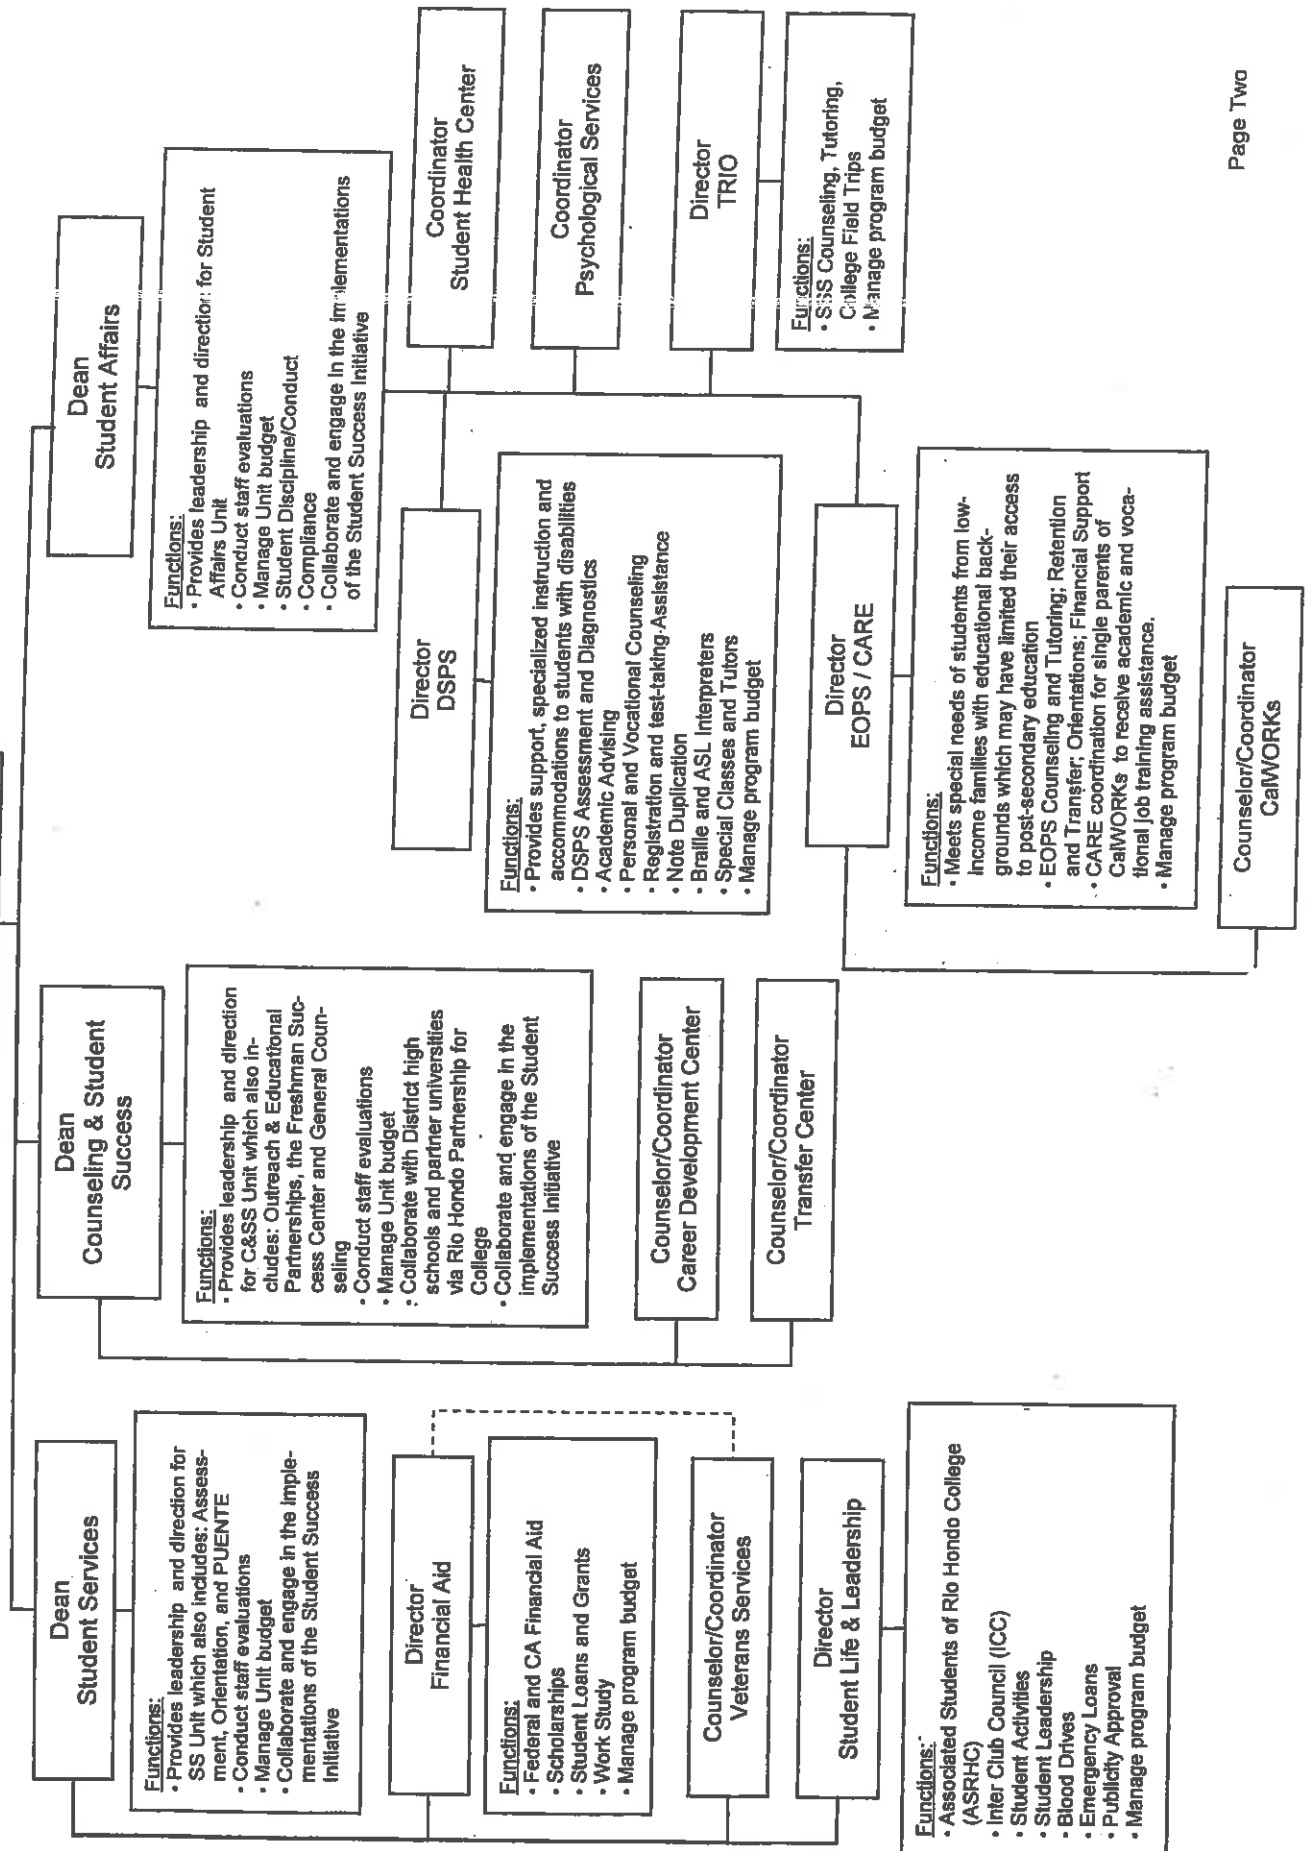 Dean
Student Services
Functions:
• Provides leadership and direction for
SS Unit which also includes: Assess-
ment, Orientation, and PUENTE
• Conduct staff evaluations
• Manage Unit budget
• Collaborate and engage in the imple-
mentations of the Student Success
Initiative
Director
Financial Aid
Functions:
• Federal and CA Financial Aid
• Scholarships
• Student Loans and Grants
• Work Study
• Manage program budget
Counselor/Coordinator
Veterans Services
Director
Student Life & Leadership
Functions:
• Associated Students of Rio Hondo College
(ASRHC)
• Inter Club Council (ICC)
• Student Activities
• Student Leadership
• Blood Drives
• Emergency Loans
• Publicity Approval
• Manage program budget
Dean
Counseling & Student
Success
Functions:
• Provides leadership and direction
for C&SS Unit which also in-
cludes: Outreach & Educational
Partnerships, the Freshman Suc-
cess Center and General Coun-
seling
• Conduct staff evaluations
• Manage Unit budget
• Collaborate with District high
schools and partner universities
via Rio Hondo Partnership for
College
• Collaborate and engage in the
implementations of the Student
Success Initiative
Counselor/Coordinator
Career Development Center
Counselor/Coordinator
Transfer Center
Dean
Student Affairs
Functions:
• Provides leadership and direction for Student
Affairs Unit
• Conduct staff evaluations
• Manage Unit budget
• Student Discipline/Conduct
• Compliance
• Collaborate and engage in the implementations
of the Student Success Initiative
Director
DSPS
Functions:
• Provides support, specialized instruction and
accommodations to students with disabilities
• DSPS Assessment and Diagnostics
• Academic Advising
• Personal and Vocational Counseling
• Registration and test-taking-Assistance
• Note Duplication
• Braille and ASL Interpreters
• Special Classes and Tutors
• Manage program budget
Coordinator
Student Health Center
Coordinator
Psychological Services
Director
TRIO
Functions:
• SSS Counseling, Tutoring,
College Field Trips
• Manage program budget
Director
EOPS / CARE
Functions:
• Meets special needs of students from low-
income families with educational back-
grounds which may have limited their access
to post-secondary education
• EOPS Counseling and Tutoring; Retention
and Transfer; Orientations; Financial Support
• CARE coordination for single parents of
CalWORKs to receive academic and voca-
tional job training assistance.
• Manage program budget
Counselor/Coordinator
CalWORKs
Page Two